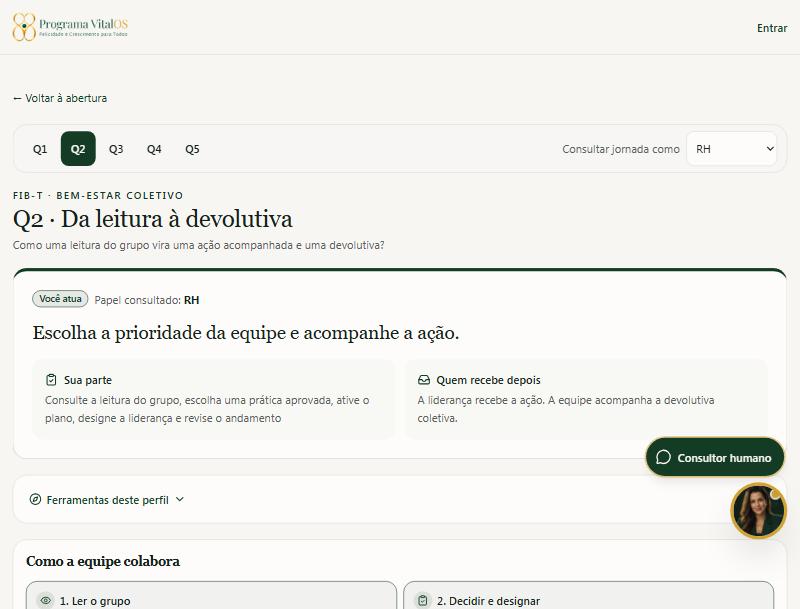 Programa VitalOS
Felicidade e Crescimento para Todos
Entrar
← Voltar à abertura
Q1 Q2 Q3 Q4 Q5
Consultar jornada como RH
FIB-T · BEM-ESTAR COLETIVO
Q2 · Da leitura à devolutiva
Como uma leitura do grupo vira uma ação acompanhada e uma devolutiva?
Você atua Papel consultado: RH
Escolha a prioridade da equipe e acompanhe a ação.
Sua parte
Consulte a leitura do grupo, escolha uma prática aprovada, ative o
plano, designe a liderança e revise o andamento
Quem recebe depois
A liderança recebe a ação. A equipe acompanha a devolutiva
coletiva.
Consultor humano
Ferramentas deste perfil
Como a equipe colabora
1. Ler o grupo
2. Decidir e designar